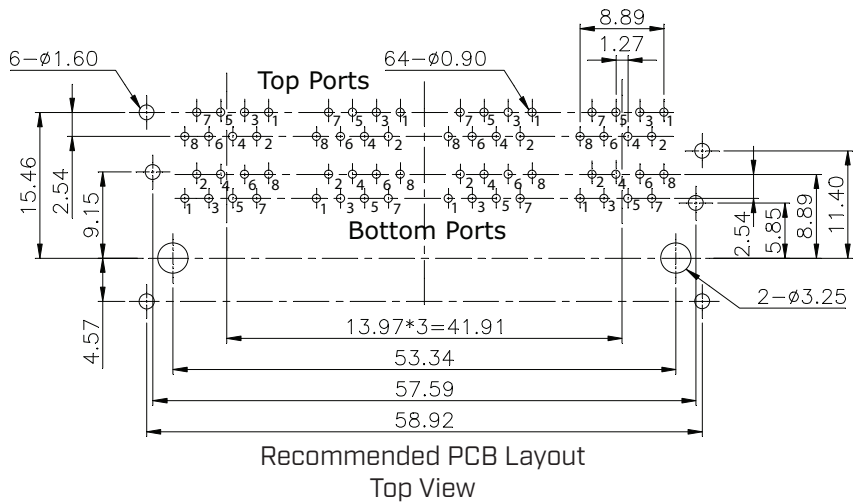 8.89
1.27
6-ø1.60
64-ø0.90
Top Ports
7 5 3 1 7 5 3 1 7 5 3 1 7 5 3 1
8 6 4 2 8 6 4 2 8 6 4 2 8 6 4 2
2 4 6 8 2 4 6 8 2 4 6 8 2 4 6 8
1 3 5 7 1 3 5 7 1 3 5 7 1 3 5 7
Bottom Ports
15.46
2.54
9.15
4.57
2.54
5.85
8.89
11.40
2-ø3.25
13.97*3=41.91
53.34
57.59
58.92
Recommended PCB Layout
Top View